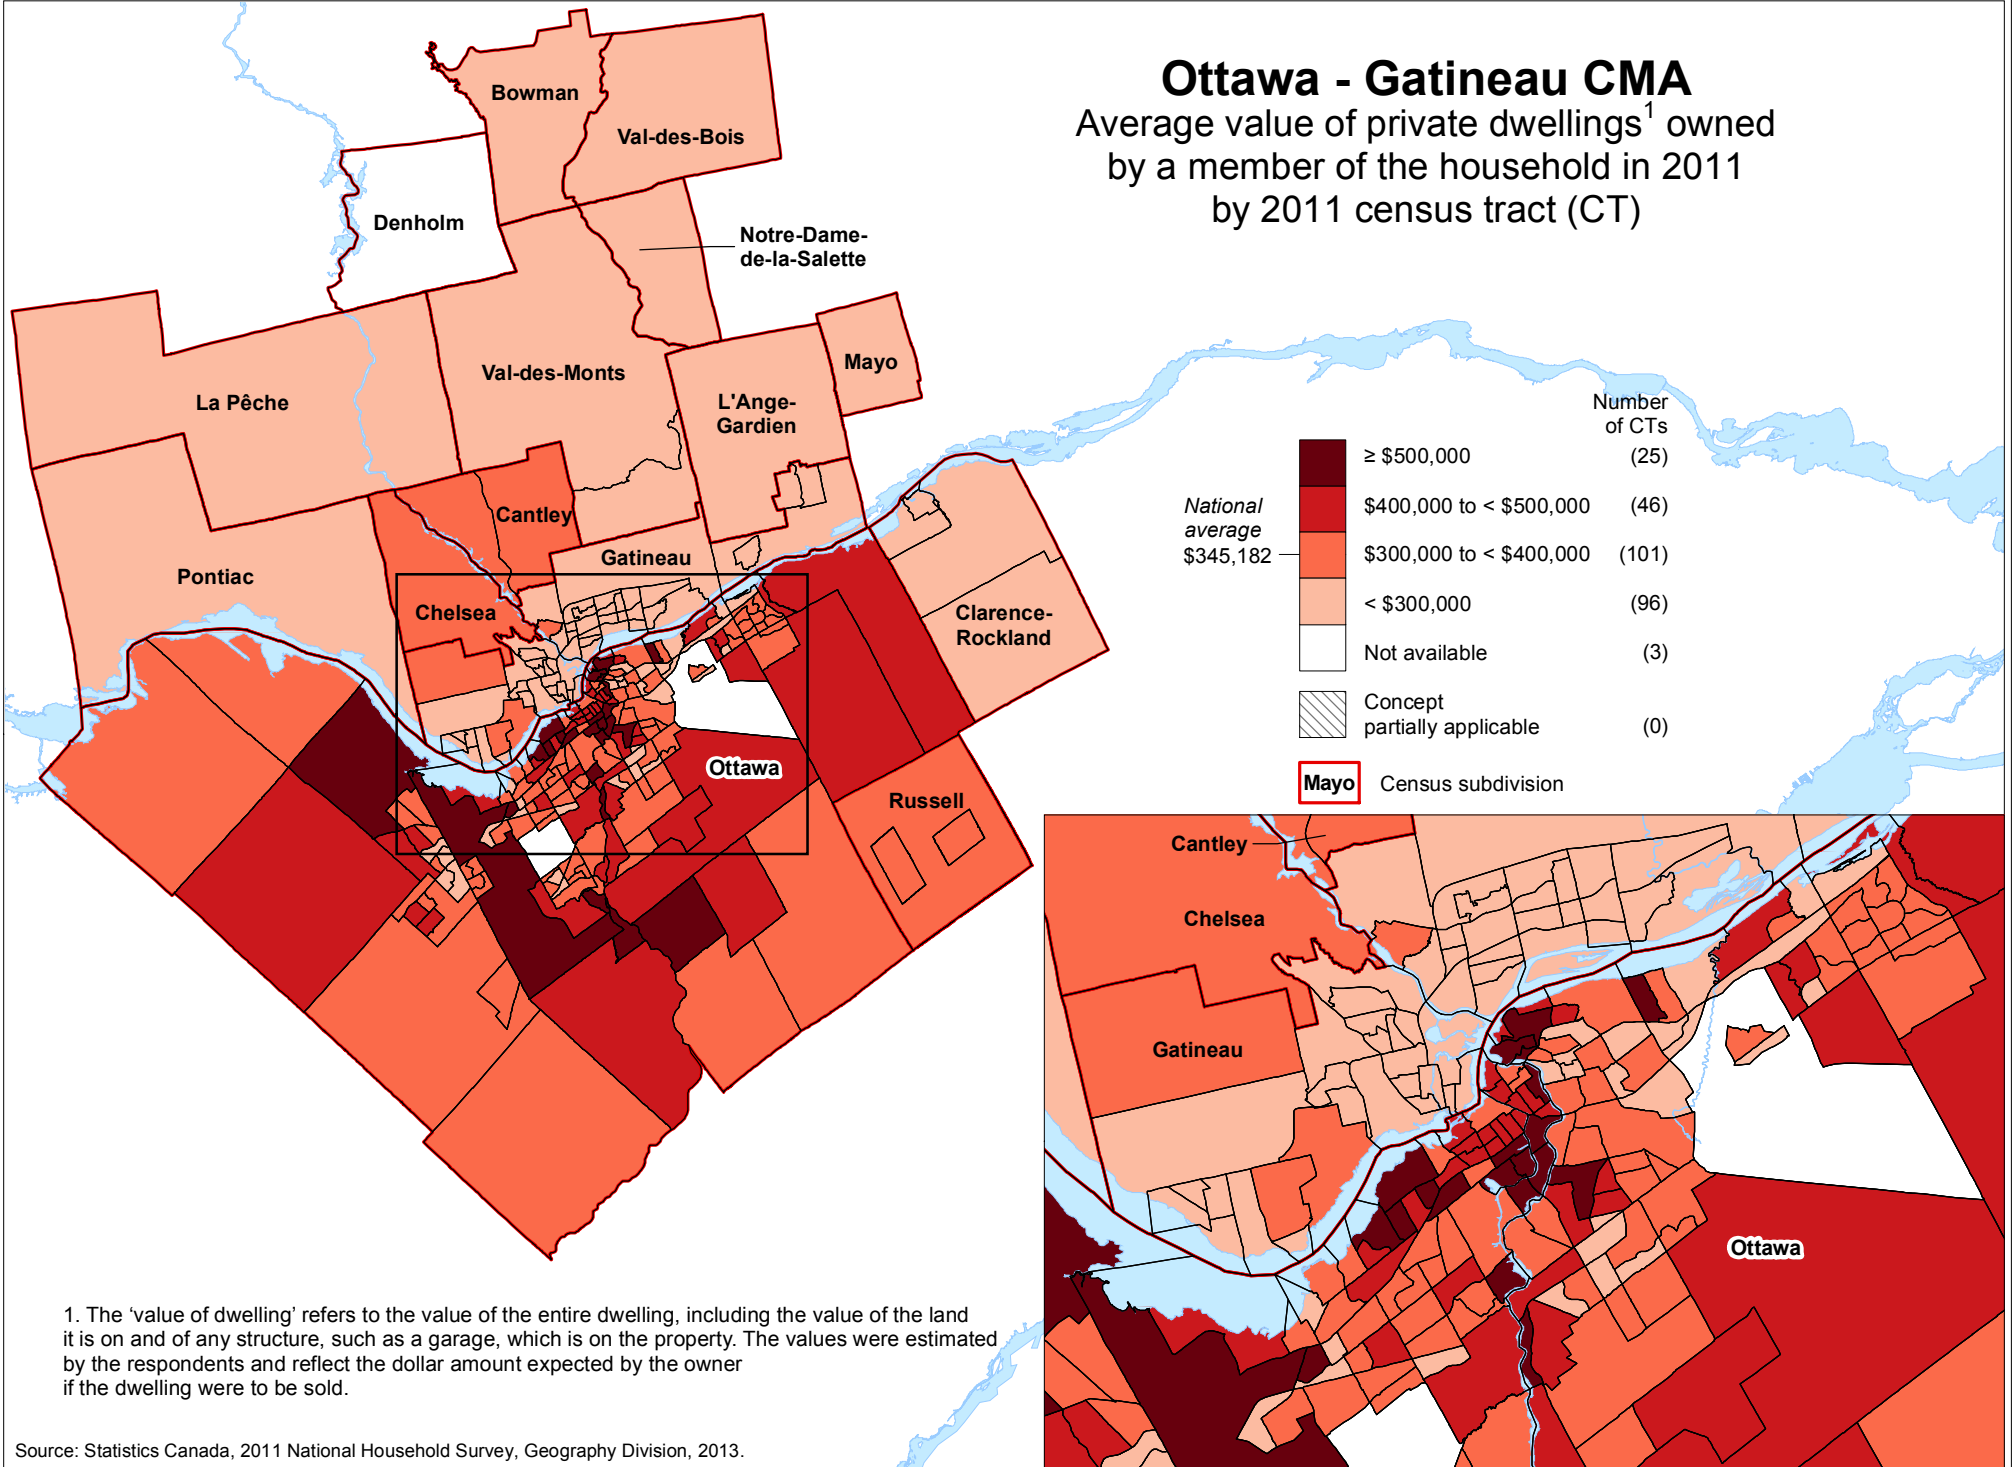 Ottawa - Gatineau CMA
Average value of private dwellings1 owned
by a member of the household in 2011
by 2011 census tract (CT)
Bowman
Val-des-Bois
Denholm
Notre-Dame-
de-la-Salette
La Pêche
Val-des-Monts
L'Ange-
Gardien
Mayo
Cantley
Gatineau
Pontiac
Chelsea
Clarence-
Rockland
Ottawa
Russell
Number
of CTs
≥ $500,000 (25)
$400,000 to < $500,000 (46)
National
average
$345,182
$300,000 to < $400,000 (101)
< $300,000 (96)
Not available (3)
Concept
partially applicable (0)
Mayo Census subdivision
Cantley
Chelsea
Gatineau
Ottawa
1. The ‘value of dwelling’ refers to the value of the entire dwelling, including the value of the land
it is on and of any structure, such as a garage, which is on the property. The values were estimated
by the respondents and reflect the dollar amount expected by the owner
if the dwelling were to be sold.
Source: Statistics Canada, 2011 National Household Survey, Geography Division, 2013.